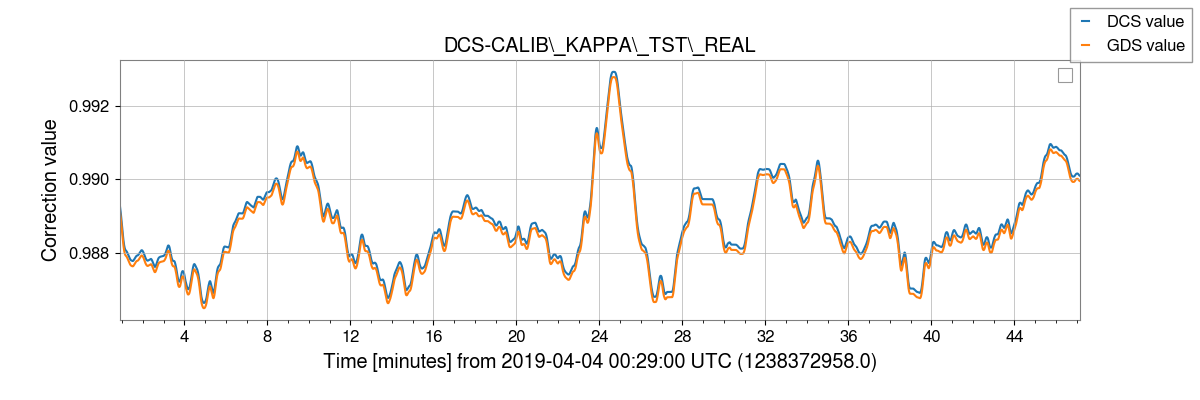 DCS value
GDS value
DCS-CALIB\_KAPPA\_TST\_REAL
Correction value
0.992
0.990
0.988
4 8 12 16 20 24 28 32 36 40 44
Time [minutes] from 2019-04-04 00:29:00 UTC (1238372958.0)